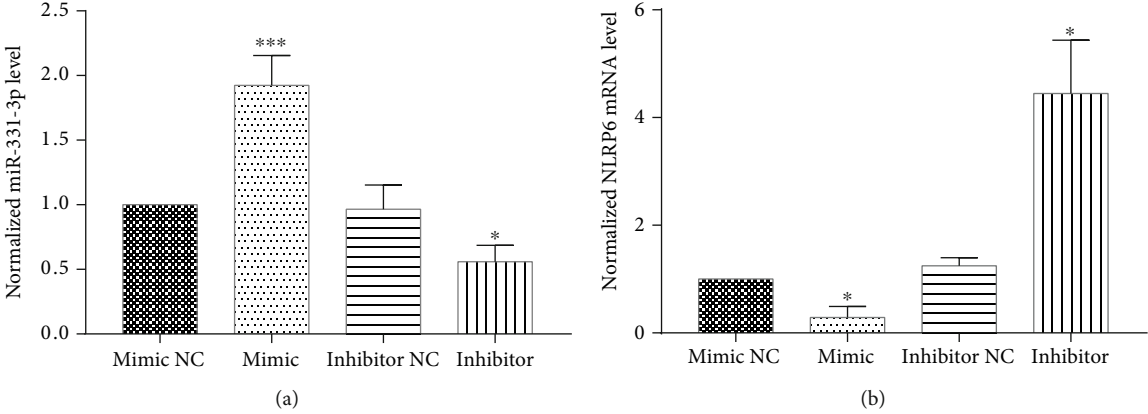 Normalized miR-331-3p level
2.5
2.0
1.5
1.0
0.5
0.0
***
*
Mimic NC Mimic Inhibitor NC Inhibitor
(a)
Normalized NLRP6 mRNA level
6
4
2
0
*
*
Mimic NC Mimic Inhibitor NC Inhibitor
(b)